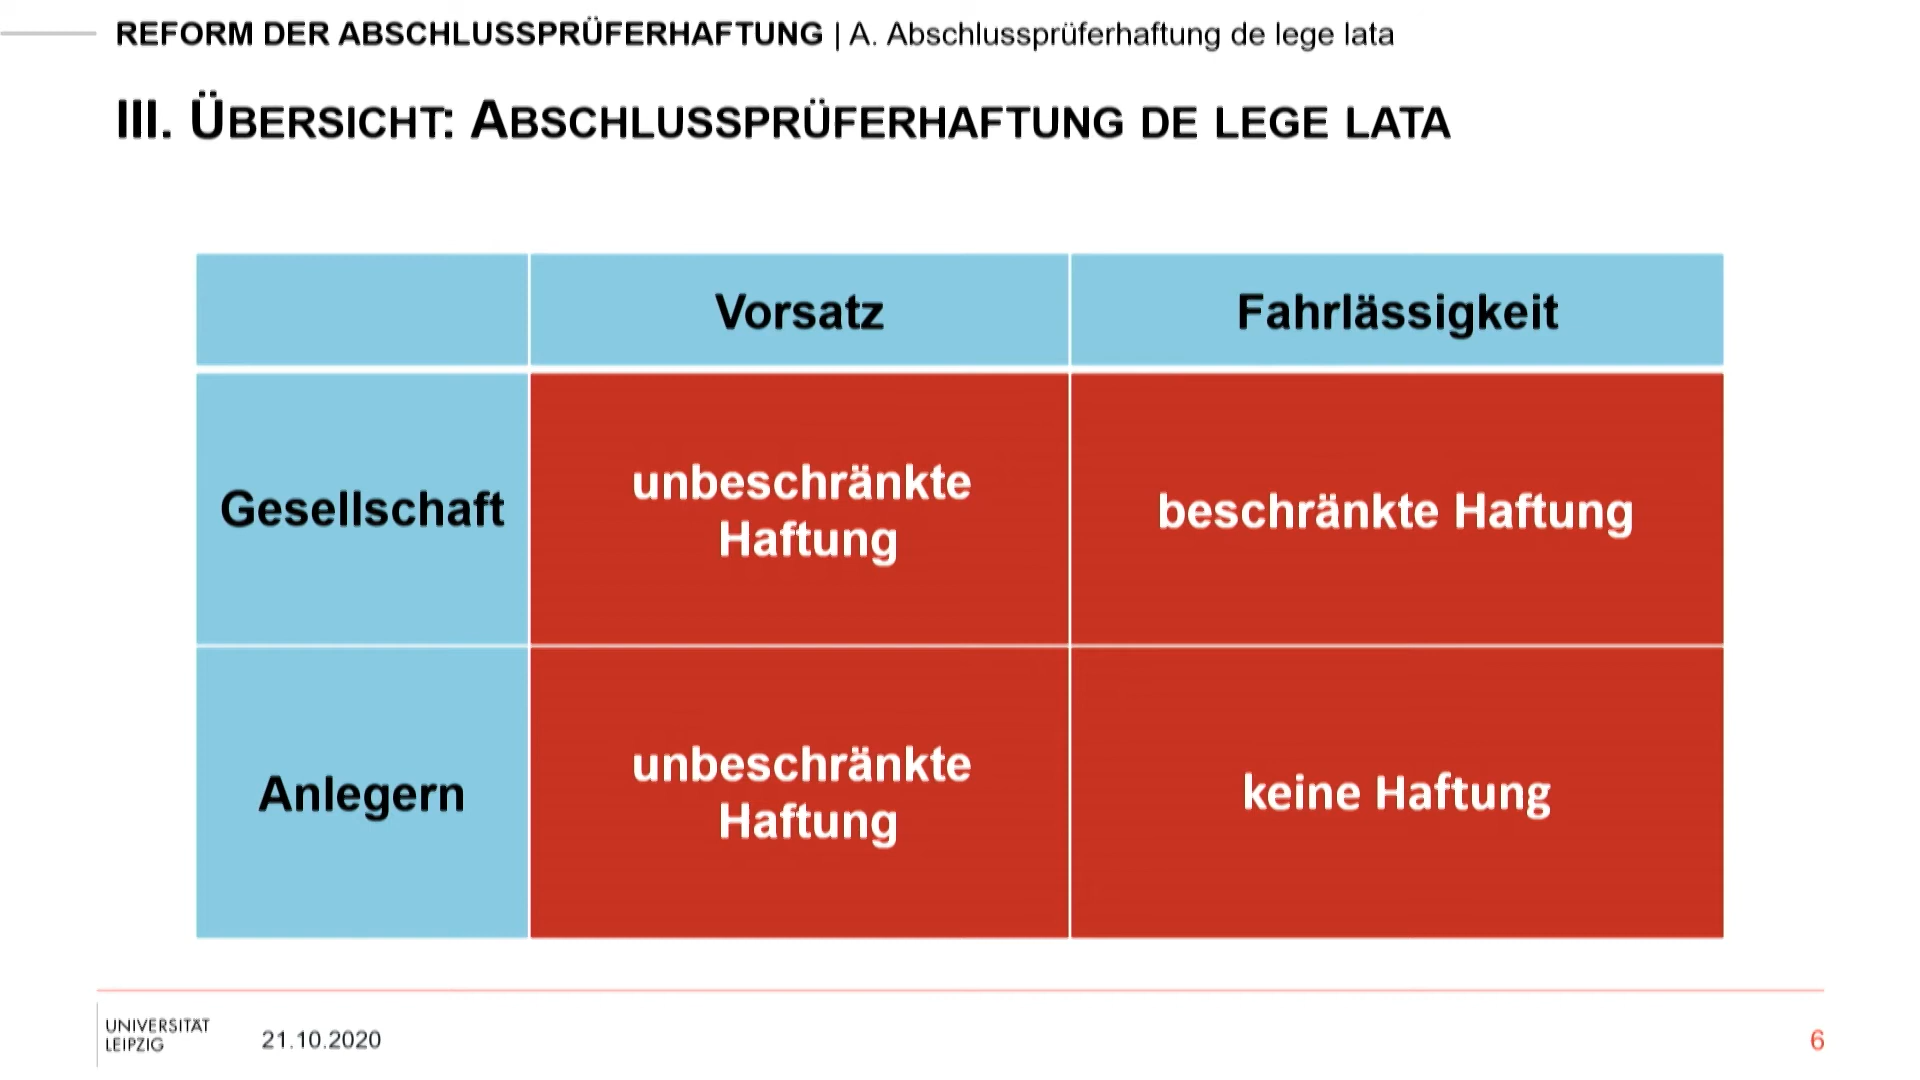 REFORM DER ABSCHLUSSPRÜFERHAFTUNG | A. Abschlussprüferhaftung de lege lata
III. ÜBERSICHT: ABSCHLUSSPRÜFERHAFTUNG DE LEGE LATA
Vorsatz
Fahrlässigkeit
Gesellschaft
unbeschränkte
Haftung
beschränkte Haftung
Anlegern
unbeschränkte
Haftung
keine Haftung
UNIVERSITÄT
LEIPZIG
21.10.2020
6